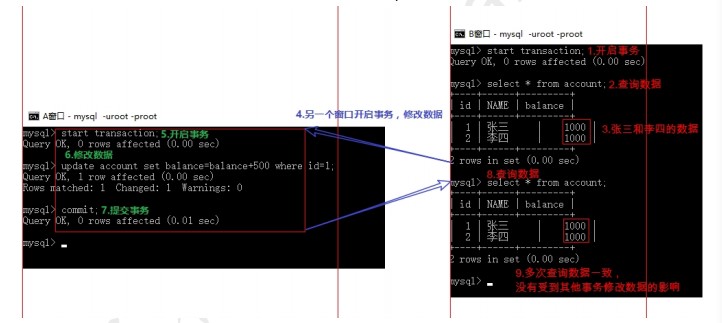 B窗口 - mysql -uroot -proot
mysql> start transaction; 1.开启事务
Query OK, 0 rows affected (0.00 sec)
mysql> select * from account; 2.查询数据
| id | NAME | balance |
| 1 | 张三 | 1000 |
| 2 | 李四 | 1000 |
3.张三和李四的数据
2 rows in set (0.00 sec)
8.查询数据
mysql> select * from account;
| id | NAME | balance |
| 1 | 张三 | 1000 |
| 2 | 李四 | 1000 |
2 rows in set (0.00 sec)
9.多次查询数据一致，
mysql> 没有受到其他事务修改数据的影响
4.另一个窗口开启事务，修改数据
A窗口 - mysql -uroot -proot
mysql> start transaction; 5.开启事务
Query OK, 0 rows affected (0.00 sec)
6.修改数据
mysql> update account set balance=balance+500 where id=1;
Query OK, 1 row affected (0.00 sec)
Rows matched: 1 Changed: 1 Warnings: 0
mysql> commit; 7.提交事务
Query OK, 0 rows affected (0.01 sec)
mysql>